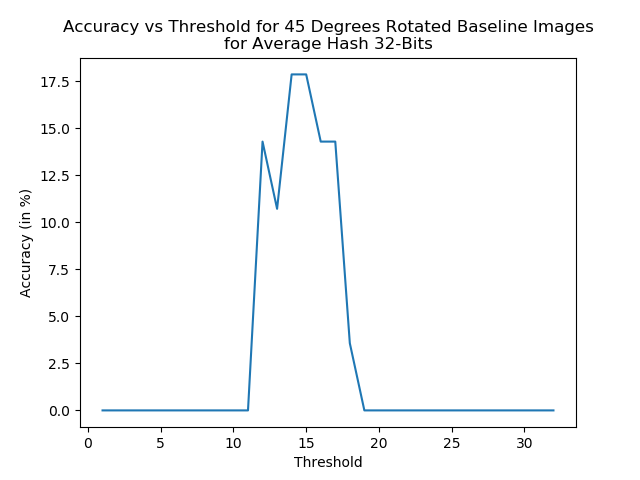 Accuracy vs Threshold for 45 Degrees Rotated Baseline Images
for Average Hash 32-Bits
17.5
15.0
12.5
10.0
7.5
5.0
2.5
0.0
Accuracy (in %)
0 5 10 15 20 25 30
Threshold